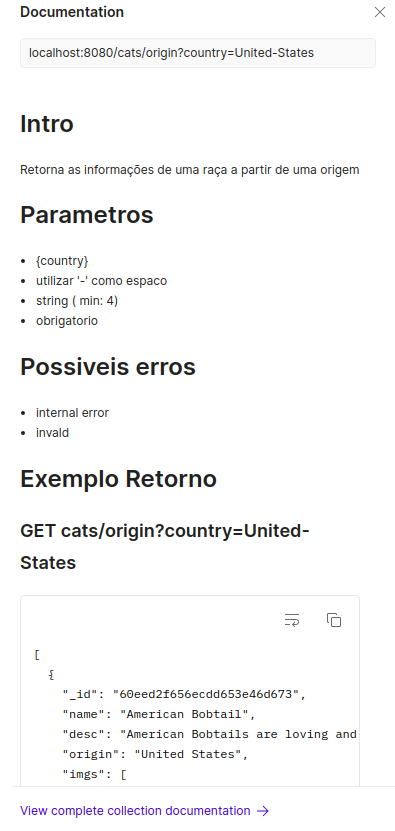 Documentation
localhost:8080/cats/origin?country=United-States
Intro
Retorna as informações de uma raça a partir de uma origem
Parametros
• {country}
• utilizar '-' como espaco
• string ( min: 4)
• obrigatorio
Possiveis erros
• internal error
• invald
Exemplo Retorno
GET cats/origin?country=United-
States
[
{
"_id": "60eed2f656ecdd653e46d673",
"name": "American Bobtail",
"desc": "American Bobtails are loving and
"origin": "United States",
"imgs": [
View complete collection documentation →